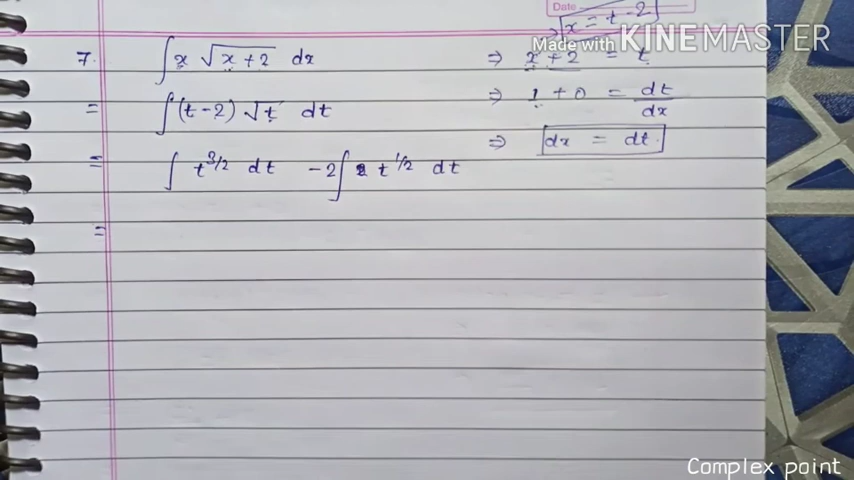 Date
x = t - 2
Made with KINEMASTER
7. ∫ x √(x + 2) dx ⇒ x + 2 = t
= ∫ (t - 2) √t dt ⇒ 1 + 0 = dt/dx
⇒ dx = dt.
= ∫ t^3/2 dt - 2 ∫ t^1/2 dt
=
Complex point